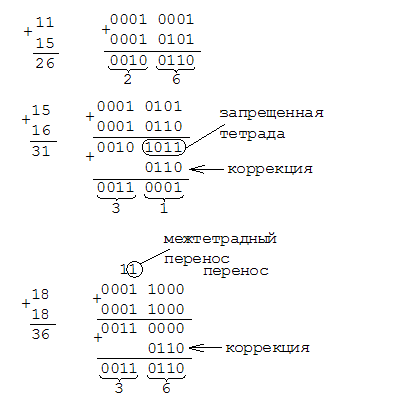 + 11 + 0001 0001
15 0001 0101
26 0010 0110
2 6
+ 15 + 0001 0101
16 0001 0110
31 + 0010 1011
0110
0011 0001
3 1
запрещенная
тетрада
коррекция
межтетрадный
перенос
11 перенос
+ 18 + 0001 1000
18 0001 1000
36 + 0011 0000
0110
0011 0110
3 6
коррекция